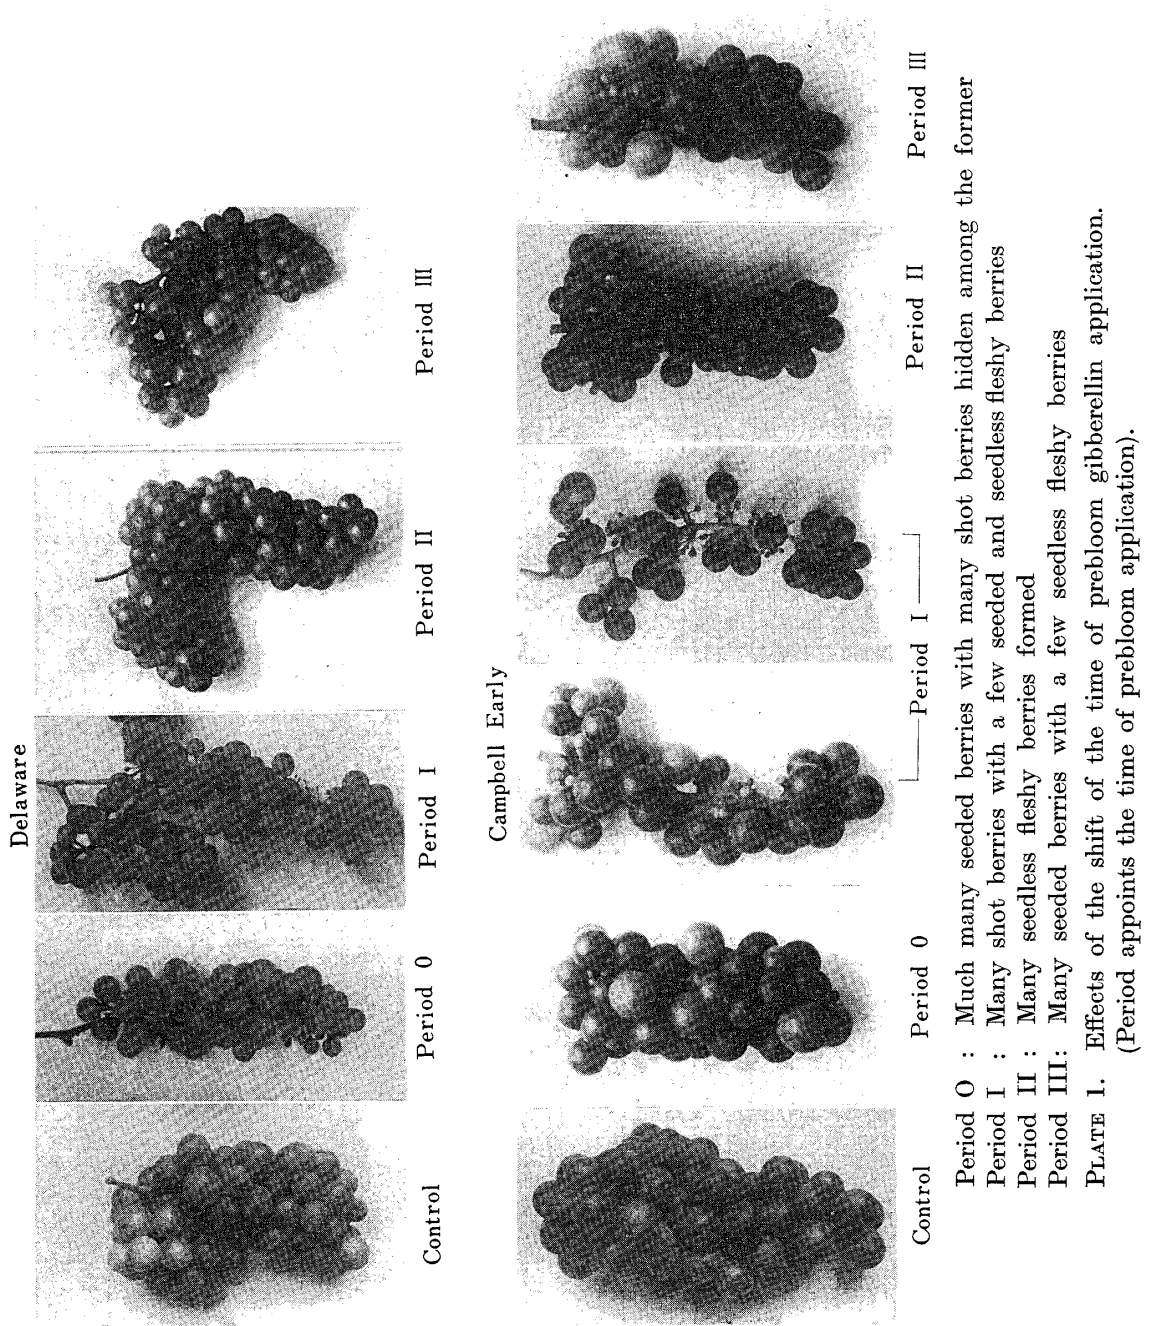 Delaware
Control
Period 0
Period I
Period II
Period III
Campbell Early
Control
Period 0
Period I
Period II
Period III
Period O : Much many seeded berries with many shot berries hidden among the former
Period I : Many shot berries with a few seeded and seedless fleshy berries
Period II : Many seedless fleshy berries formed
Period III: Many seeded berries with a few seedless fleshy berries
PLATE 1. Effects of the shift of the time of prebloom gibberellin application.
(Period appoints the time of prebloom application).